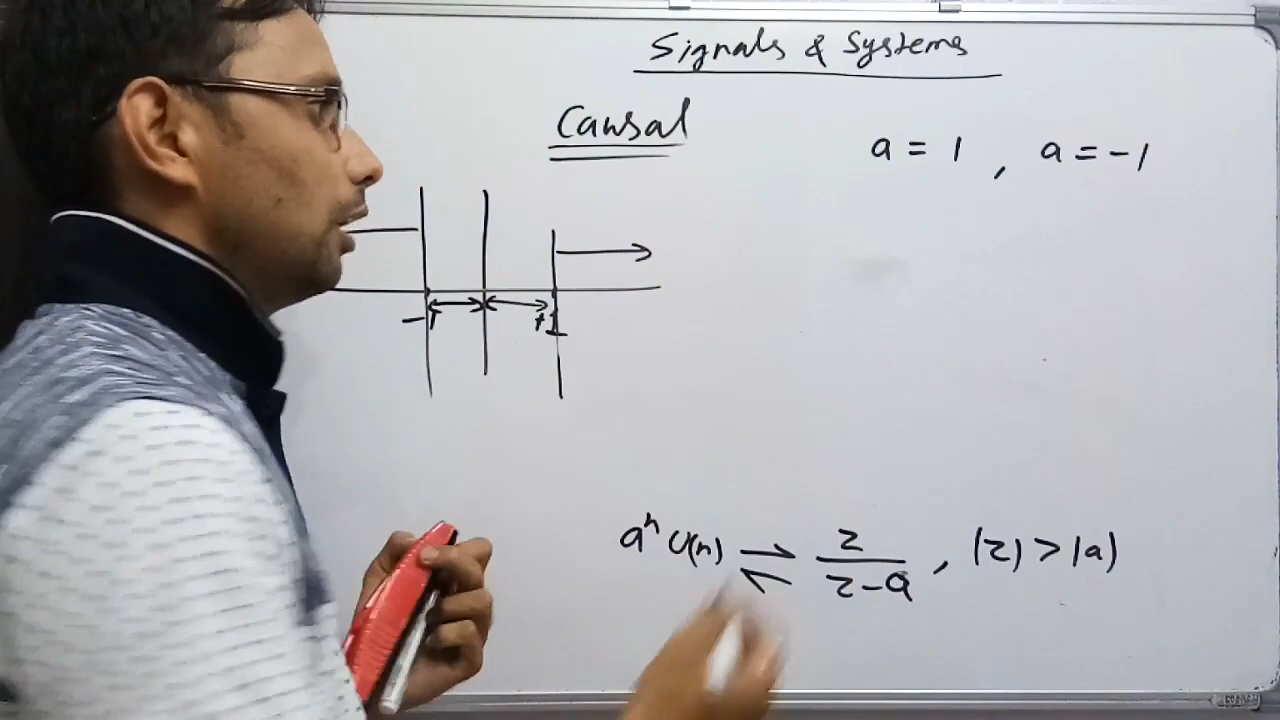 Signals & Systems
Causal
a = 1 , a = -1
-1 +1
aⁿ u(n) ⇌ z/(z-a) , |z| > |a|